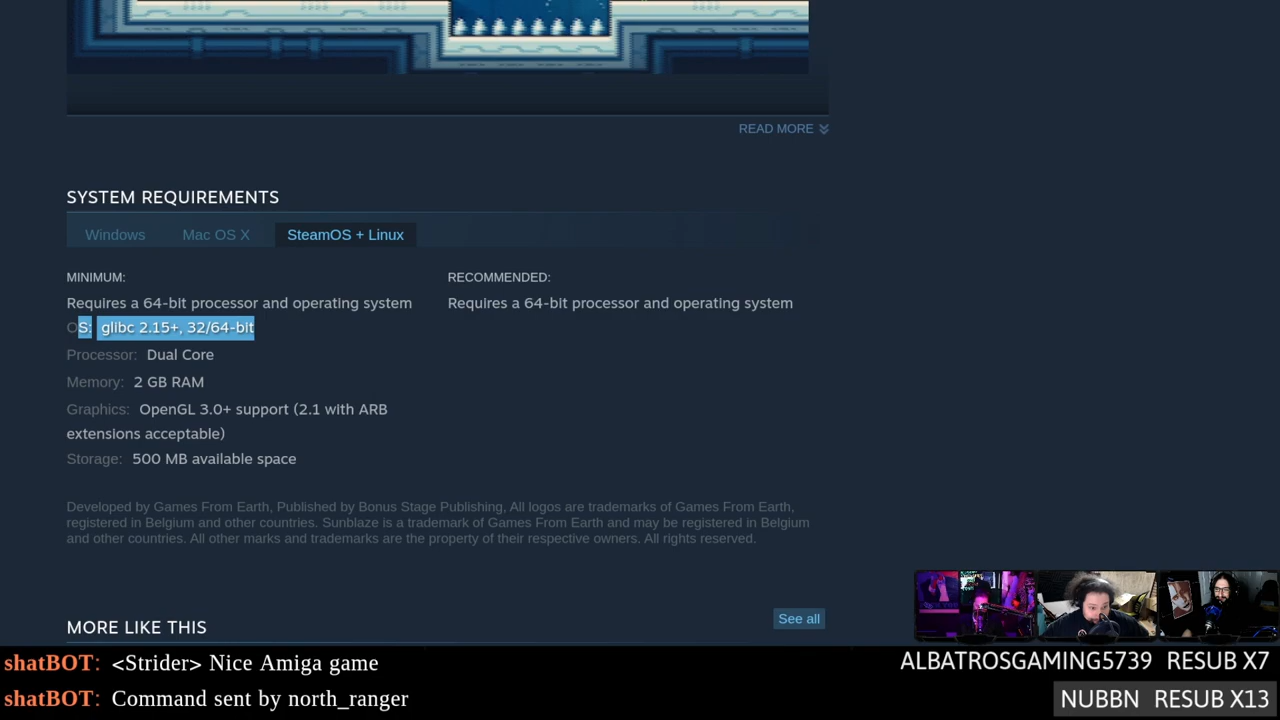 READ MORE
SYSTEM REQUIREMENTS
Windows
Mac OS X
SteamOS + Linux
MINIMUM:
Requires a 64-bit processor and operating system
OS: glibc 2.15+, 32/64-bit
Processor: Dual Core
Memory: 2 GB RAM
Graphics: OpenGL 3.0+ support (2.1 with ARB
extensions acceptable)
Storage: 500 MB available space
RECOMMENDED:
Requires a 64-bit processor and operating system
Developed by Games From Earth, Published by Bonus Stage Publishing, All logos are trademarks of Games From Earth,
registered in Belgium and other countries. Sunblaze is a trademark of Games From Earth and may be registered in Belgium
and other countries. All other marks and trademarks are the property of their respective owners. All rights reserved.
MORE LIKE THIS
See all
shatBOT: <Strider> Nice Amiga game
shatBOT: Command sent by north_ranger
ALBATROSGAMING5739 RESUB X7
NUBBN RESUB X13